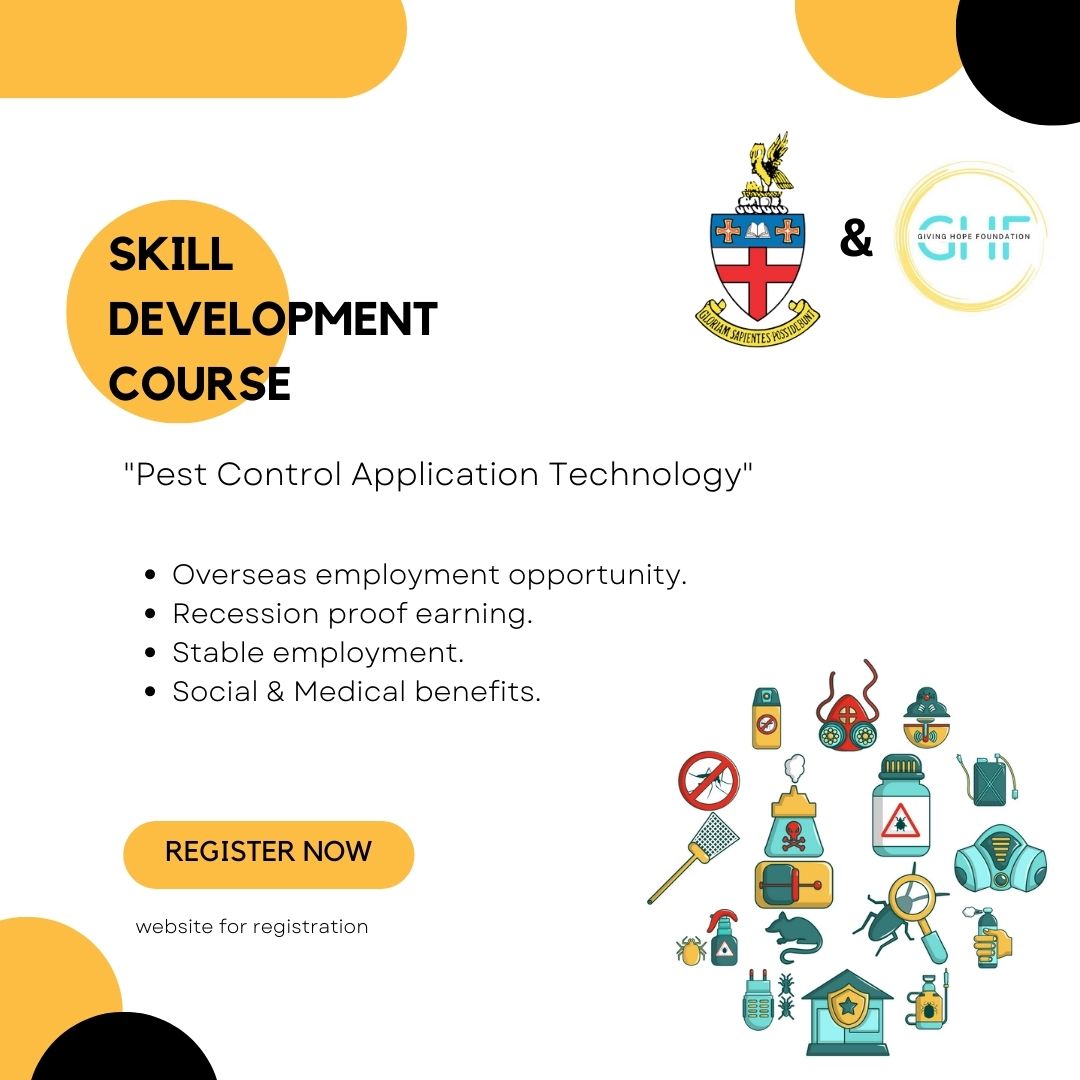 GLORIAM SAPIENTES POSSIDEBUNT
&
GHF
GIVING HOPE FOUNDATION
SKILL
DEVELOPMENT
COURSE
"Pest Control Application Technology"
• Overseas employment opportunity.
• Recession proof earning.
• Stable employment.
• Social & Medical benefits.
REGISTER NOW
website for registration